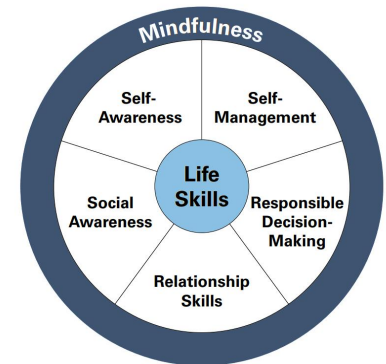 Mindfulness
Self-
Awareness
Self-
Management
Life
Skills
Social
Awareness
Responsible
Decision-
Making
Relationship
Skills